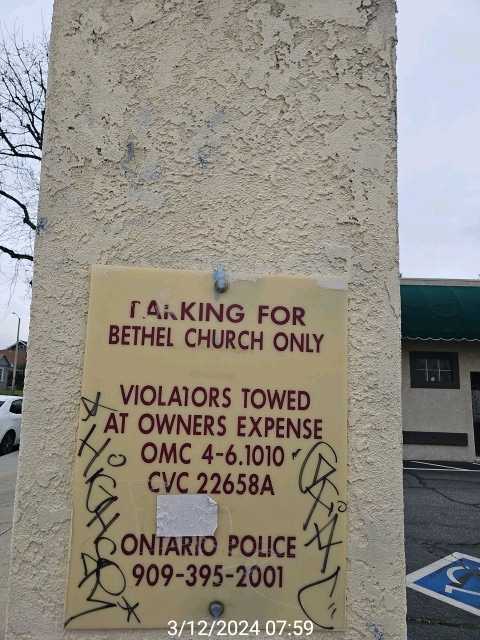 PARKING FOR
BETHEL CHURCH ONLY
VIOLATORS TOWED
AT OWNERS EXPENSE
OMC 4-6.1010
CVC 22658A
ONTARIO POLICE
909-395-2001
3/12/2024 07:59